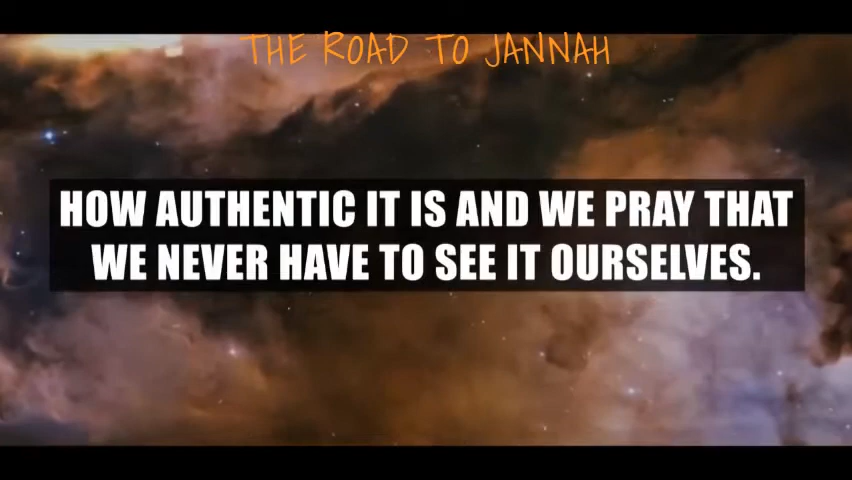 THE ROAD TO JANNAH
HOW AUTHENTIC IT IS AND WE PRAY THAT
WE NEVER HAVE TO SEE IT OURSELVES.